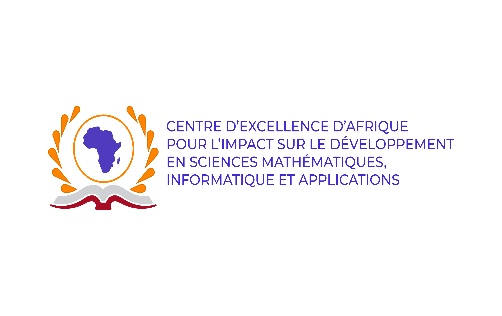 CENTRE D'EXCELLENCE D'AFRIQUE
POUR L'IMPACT SUR LE DÉVELOPPEMENT
EN SCIENCES MATHÉMATIQUES,
INFORMATIQUE ET APPLICATIONS